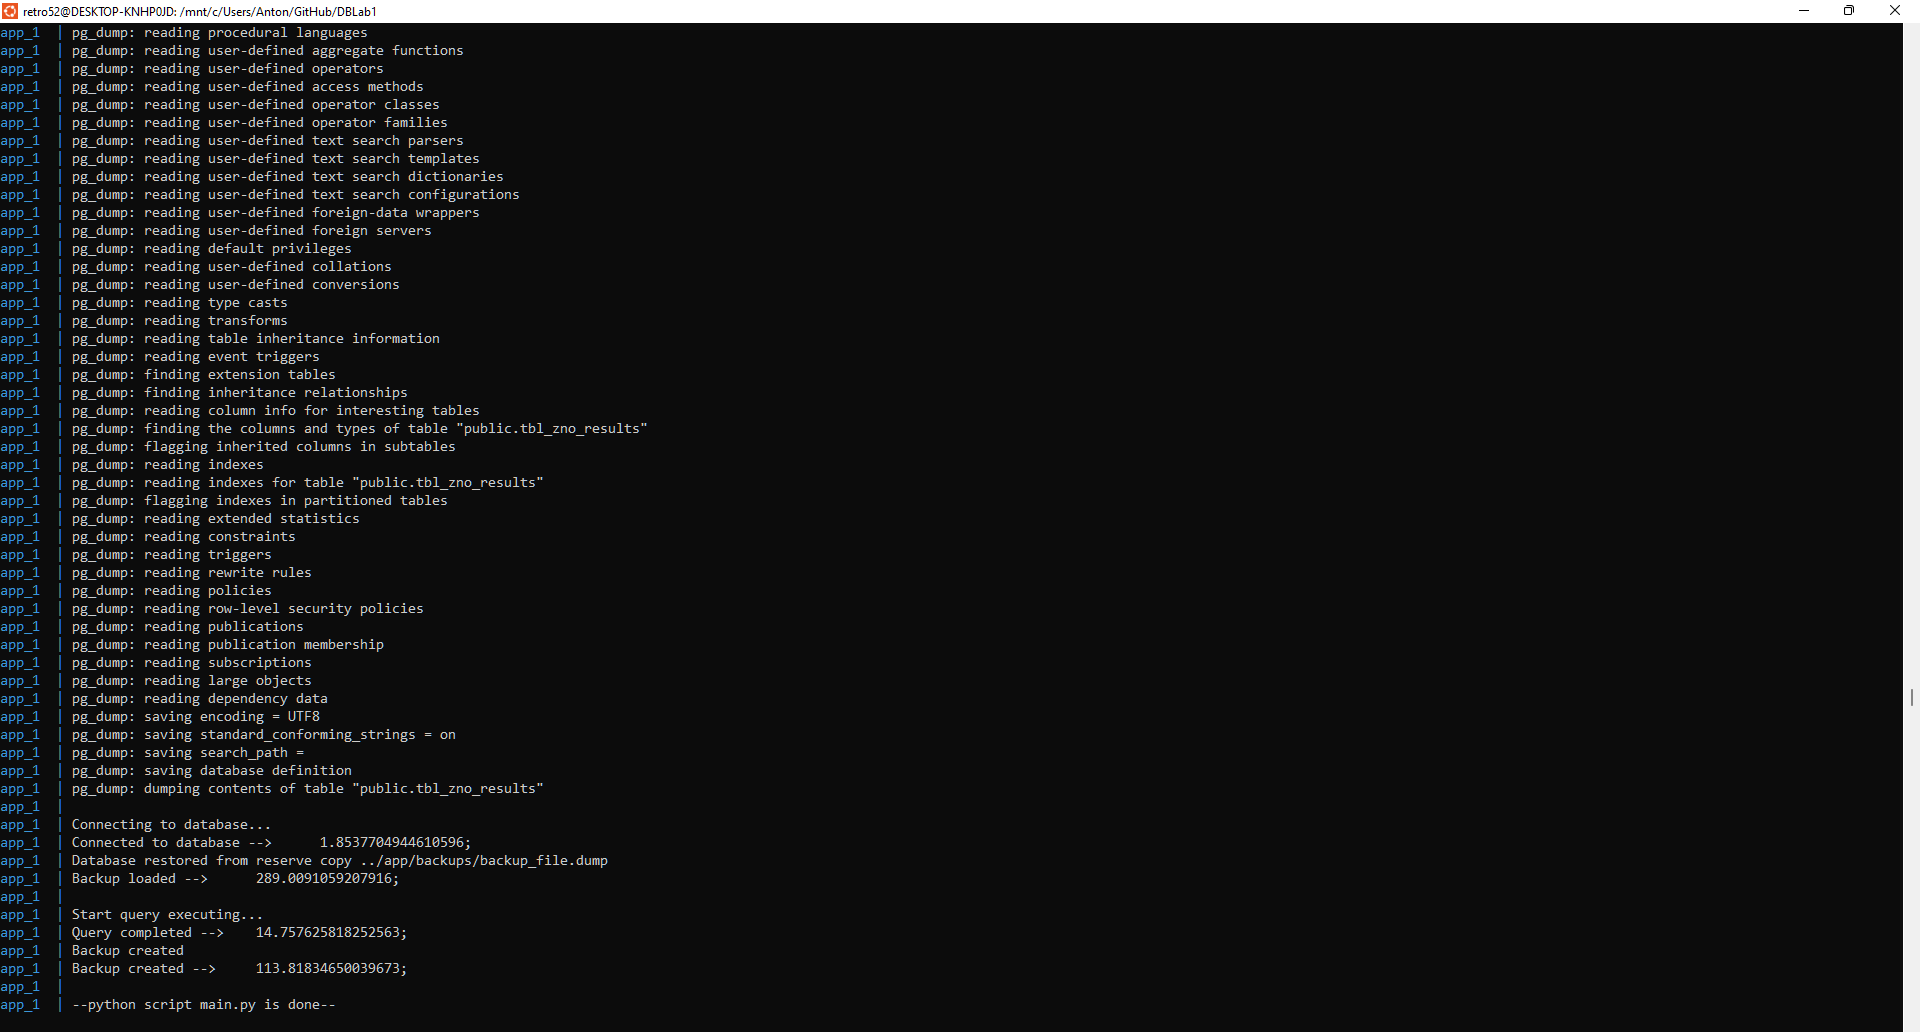 retro52@DESKTOP-KNHP0JD: /mnt/c/Users/Anton/GitHub/DBLab1
app_1 | pg_dump: reading procedural languages
app_1 | pg_dump: reading user-defined aggregate functions
app_1 | pg_dump: reading user-defined operators
app_1 | pg_dump: reading user-defined access methods
app_1 | pg_dump: reading user-defined operator classes
app_1 | pg_dump: reading user-defined operator families
app_1 | pg_dump: reading user-defined text search parsers
app_1 | pg_dump: reading user-defined text search templates
app_1 | pg_dump: reading user-defined text search dictionaries
app_1 | pg_dump: reading user-defined text search configurations
app_1 | pg_dump: reading user-defined foreign-data wrappers
app_1 | pg_dump: reading user-defined foreign servers
app_1 | pg_dump: reading default privileges
app_1 | pg_dump: reading user-defined collations
app_1 | pg_dump: reading user-defined conversions
app_1 | pg_dump: reading type casts
app_1 | pg_dump: reading transforms
app_1 | pg_dump: reading table inheritance information
app_1 | pg_dump: reading event triggers
app_1 | pg_dump: finding extension tables
app_1 | pg_dump: finding inheritance relationships
app_1 | pg_dump: reading column info for interesting tables
app_1 | pg_dump: finding the columns and types of table "public.tbl_zno_results"
app_1 | pg_dump: flagging inherited columns in subtables
app_1 | pg_dump: reading indexes
app_1 | pg_dump: reading indexes for table "public.tbl_zno_results"
app_1 | pg_dump: flagging indexes in partitioned tables
app_1 | pg_dump: reading extended statistics
app_1 | pg_dump: reading constraints
app_1 | pg_dump: reading triggers
app_1 | pg_dump: reading rewrite rules
app_1 | pg_dump: reading policies
app_1 | pg_dump: reading row-level security policies
app_1 | pg_dump: reading publications
app_1 | pg_dump: reading publication membership
app_1 | pg_dump: reading subscriptions
app_1 | pg_dump: reading large objects
app_1 | pg_dump: reading dependency data
app_1 | pg_dump: saving encoding = UTF8
app_1 | pg_dump: saving standard_conforming_strings = on
app_1 | pg_dump: saving search_path =
app_1 | pg_dump: saving database definition
app_1 | pg_dump: dumping contents of table "public.tbl_zno_results"
app_1 |
app_1 | Connecting to database...
app_1 | Connected to database --> 1.8537704944610596;
app_1 | Database restored from reserve copy ../app/backups/backup_file.dump
app_1 | Backup loaded --> 289.0091059207916;
app_1 |
app_1 | Start query executing...
app_1 | Query completed --> 14.757625818252563;
app_1 | Backup created
app_1 | Backup created --> 113.81834650039673;
app_1 |
app_1 | --python script main.py is done--